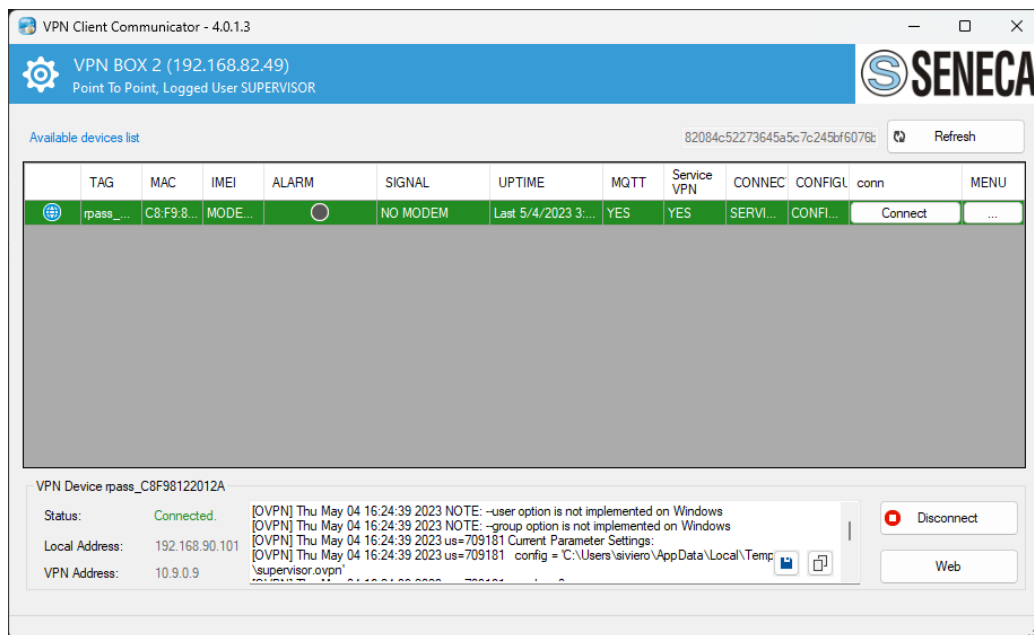 VPN Client Communicator - 4.0.1.3
VPN BOX 2 (192.168.82.49)
Point To Point, Logged User SUPERVISOR
SENECA
Available devices list
82084c52273645a5c7c245bf6076b
Refresh
TAG MAC IMEI ALARM SIGNAL UPTIME MQTT Service VPN CONNEC CONFIGU conn MENU
rpass_... C8:F9:8... MODE... NO MODEM Last 5/4/2023 3:... YES YES SERVI... CONFI... Connect ...
VPN Device rpass_C8F98122012A
Status: Connected.
Local Address: 192.168.90.101
VPN Address: 10.9.0.9
[OVPN] Thu May 04 16:24:39 2023 NOTE: --user option is not implemented on Windows
[OVPN] Thu May 04 16:24:39 2023 NOTE: --group option is not implemented on Windows
[OVPN] Thu May 04 16:24:39 2023 us=709181 Current Parameter Settings:
[OVPN] Thu May 04 16:24:39 2023 us=709181 config = 'C:\Users\siviero\AppData\Local\Temp
\supervisor.ovpn'
Disconnect
Web